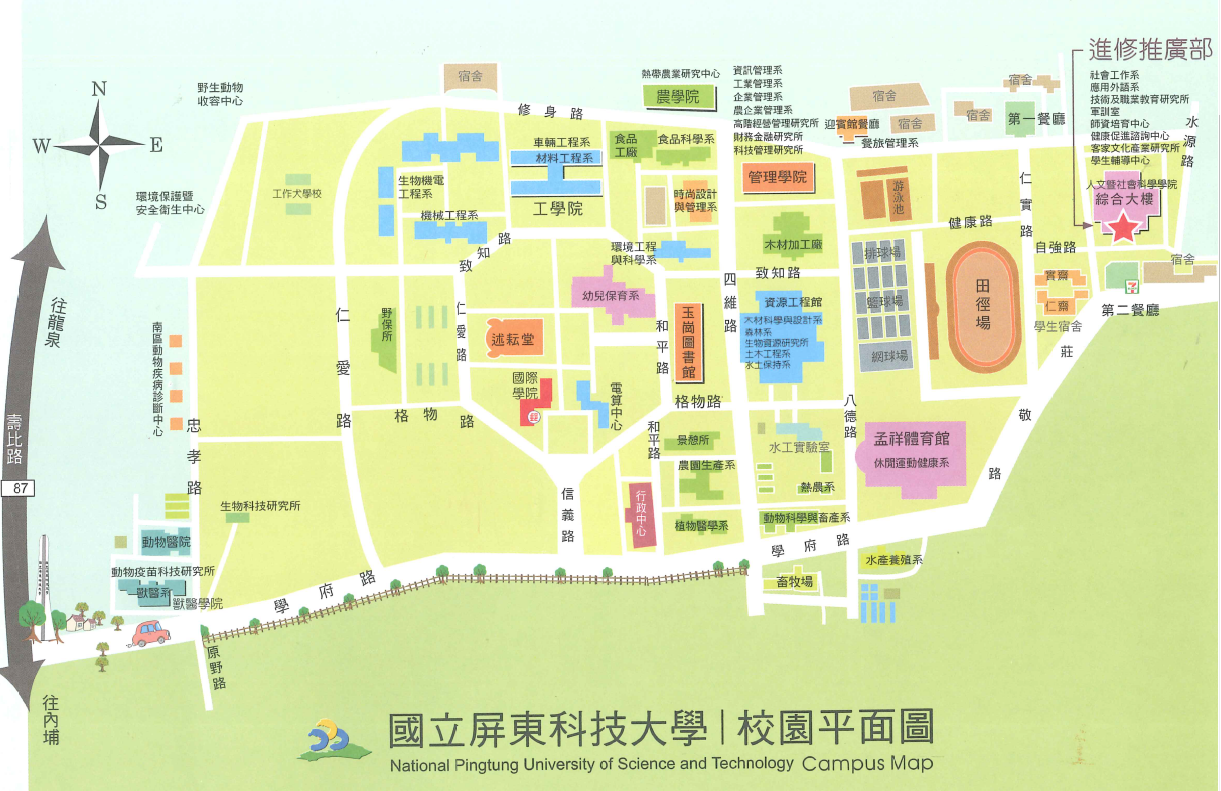 進修推廣部
社會工作系
應用外語系
技術及職業教育研究所
軍訓室
師資培育中心
健康促進諮詢中心
客家文化產業研究所
學生輔導中心
水源路
人文暨社會科學學院
綜合大樓
N
W
E
S
野生動物
收容中心
宿舍
修身路
熱帶農業研究中心
農學院
資訊管理系
工業管理系
企業管理系
農企業管理系
高階經營管理研究所
財務金融研究所
科技管理研究所
管理學院
宿舍
迎賓館餐廳
宿舍
餐旅管理系
宿舍
宿舍
第一餐廳
環境保護暨
安全衛生中心
工作犬學校
生物機電
工程系
機械工程系
車輛工程系
材料工程系
工學院
食品
工廠
食品科學系
時尚設計
與管理系
環境工程
與科學系
木材加工廠
游泳池
健康路
仁實路
自強路
宿舍
致知路
致知路
四維路
排球場
籃球場
網球場
田徑場
實齋
仁齋
學生宿舍
7
第二餐廳
莊敬路
往龍泉
壽比路
87
往內埔
南區動物疾病診斷中心
忠孝路
仁愛路
野保所
仁愛路
述耘堂
幼兒保育系
和平路
玉崗圖書館
資源工程館
木材科學與設計系
森林系
生物資源研究所
土木工程系
水土保持系
國際
學院
電算中心
格物路
格物路
八德路
和平路
景憩所
農園生產系
水工實驗室
熱農系
孟祥體育館
休閒運動健康系
信義路
行政中心
植物醫學系
動物科學與畜產系
學府路
水產養殖系
畜牧場
生物科技研究所
動物醫院
動物疫苗科技研究所
獸醫系
獸醫學院
學府路
原野路
國立屏東科技大學｜校園平面圖
National Pingtung University of Science and Technology Campus Map